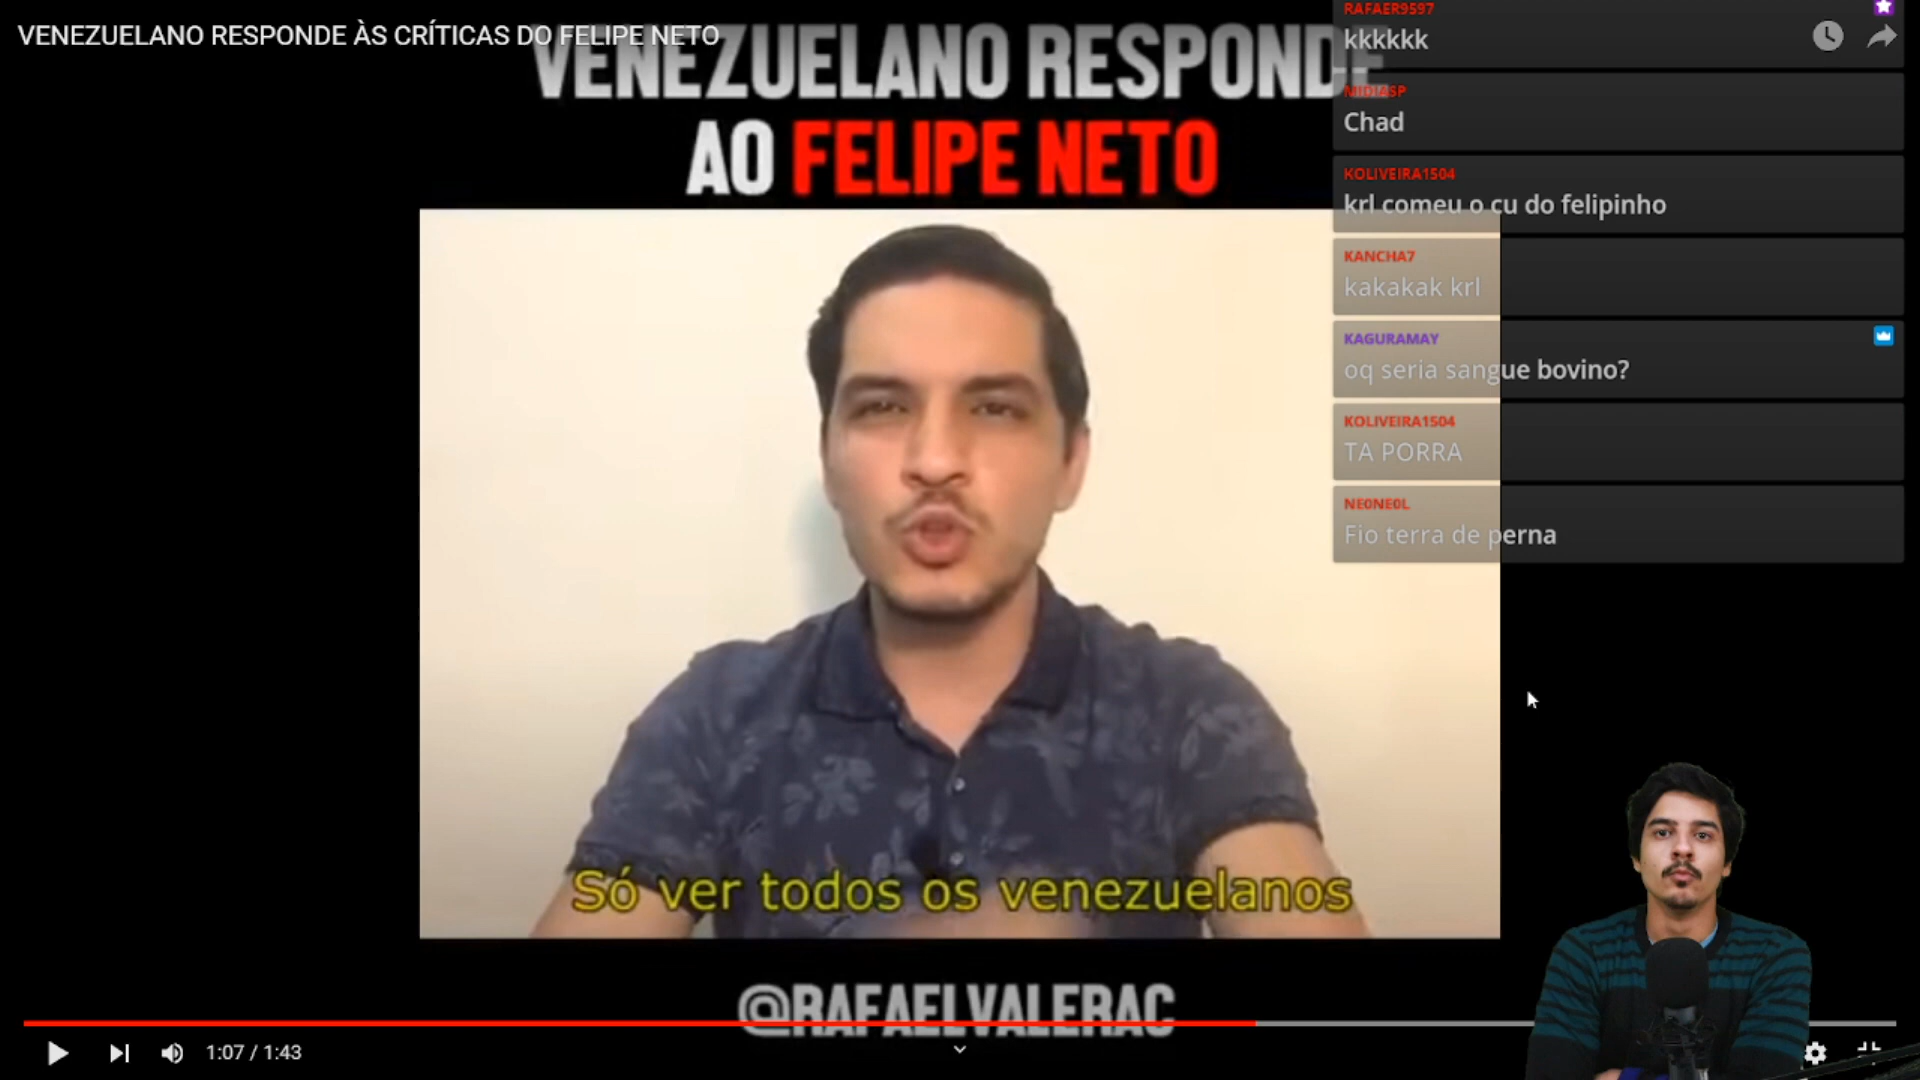 VENEZUELANO RESPONDE ÀS CRÍTICAS DO FELIPE NETO
VENEZUELANO RESPONDE
AO FELIPE NETO
RAFAER9597
kkkkkk
MIDIASP
Chad
KOLIVEIRA1504
krl comeu o cu do felipinho
KANCHA7
kakakak krl
KAGURAMAY
oq seria sangue bovino?
KOLIVEIRA1504
TA PORRA
NE0NE0L
Fio terra de perna
Só ver todos os venezuelanos
@RAFAELVALERAC
1:07 / 1:43